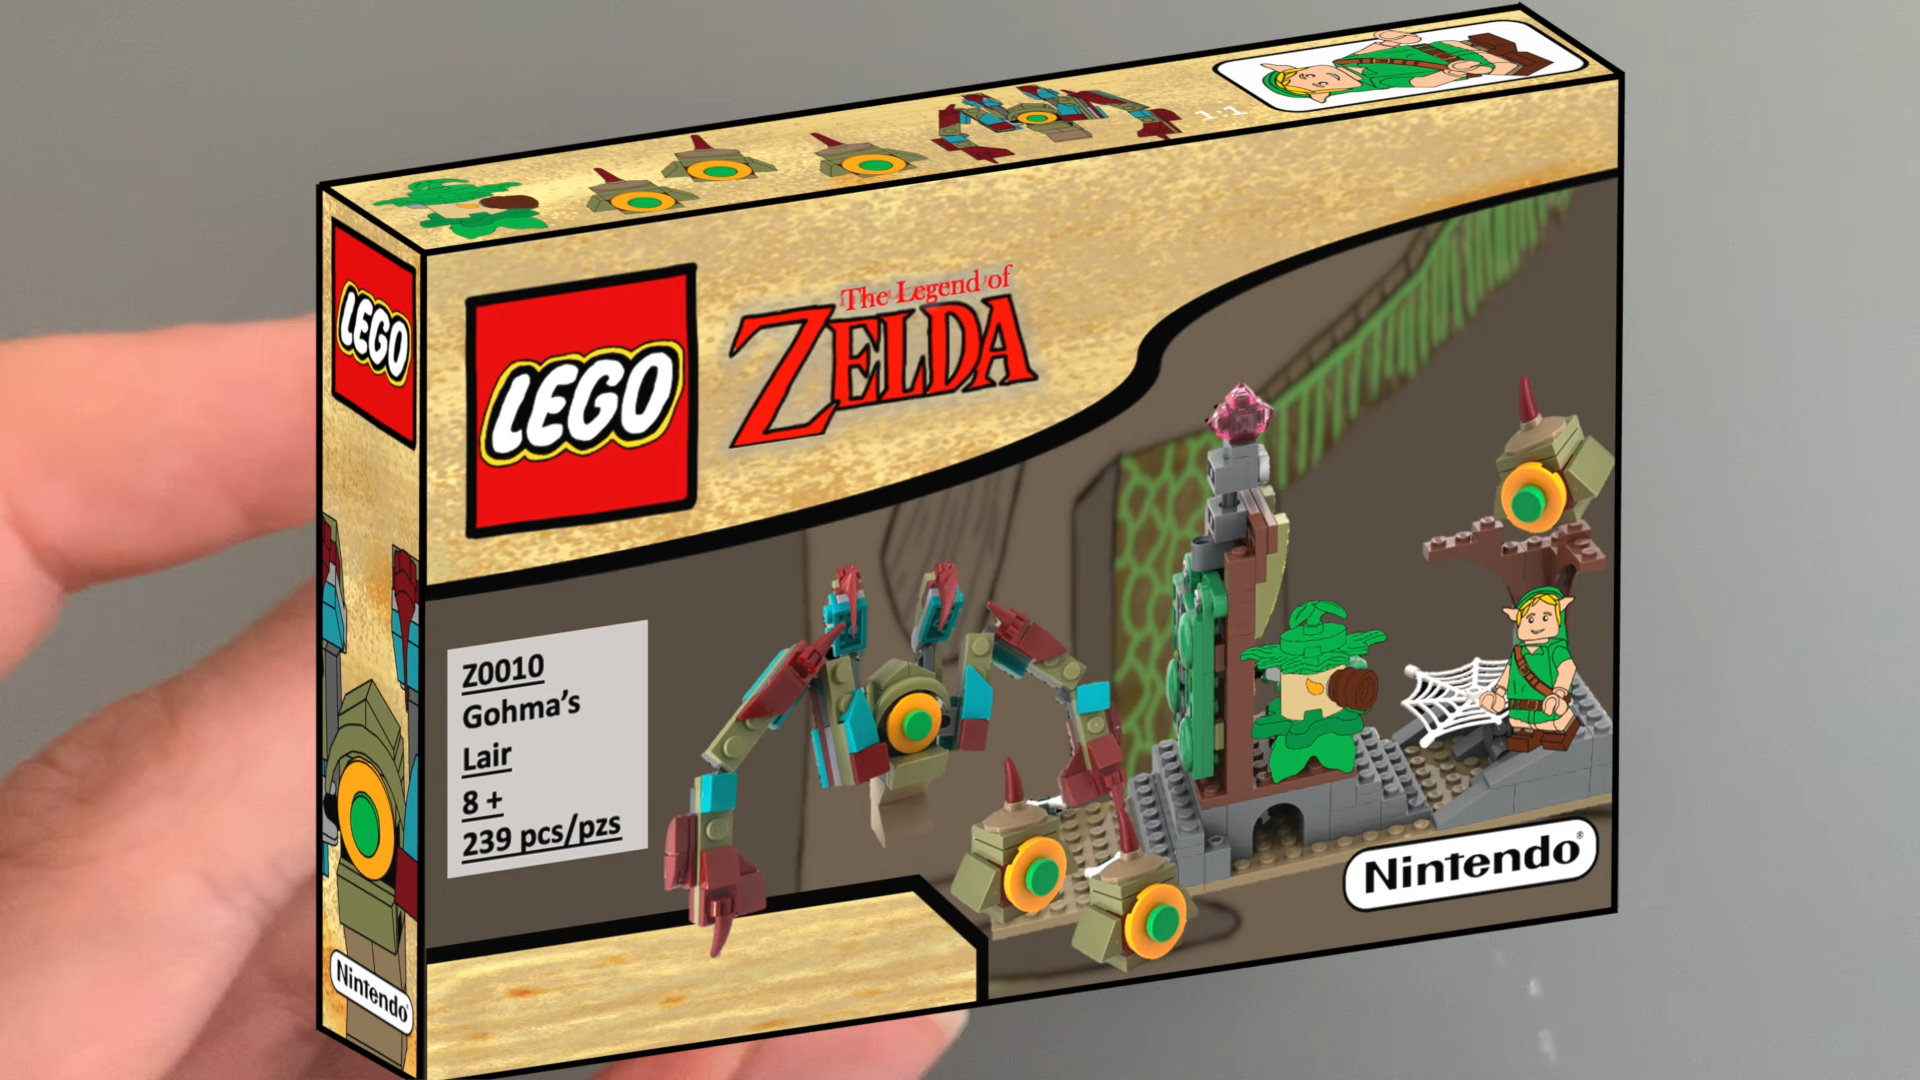 1:1
LEGO
LEGO
The Legend of
ZELDA
Z0010
Gohma's
Lair
8 +
239 pcs/pzs
Nintendo®
Nintendo®